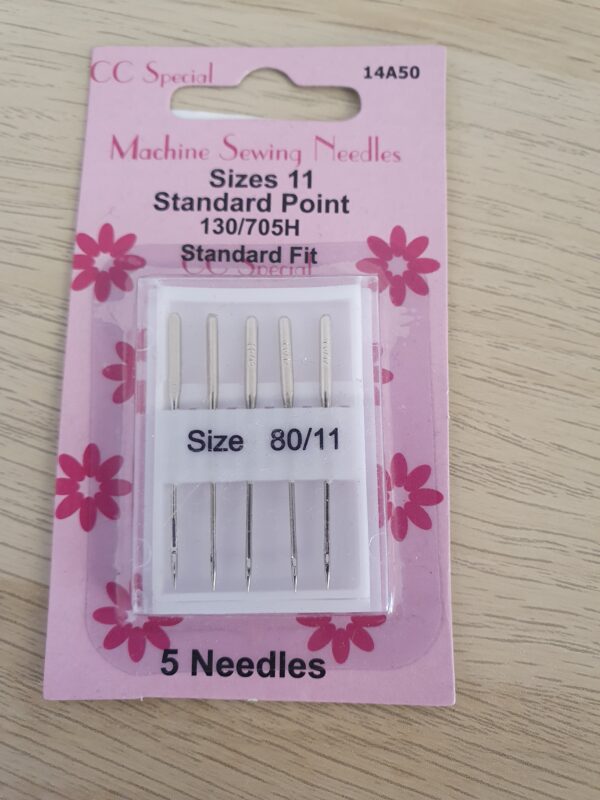 CC Special
14A50
Machine Sewing Needles
Sizes 11
Standard Point
130/705H
Standard Fit
CC Special
Size 80/11
5 Needles